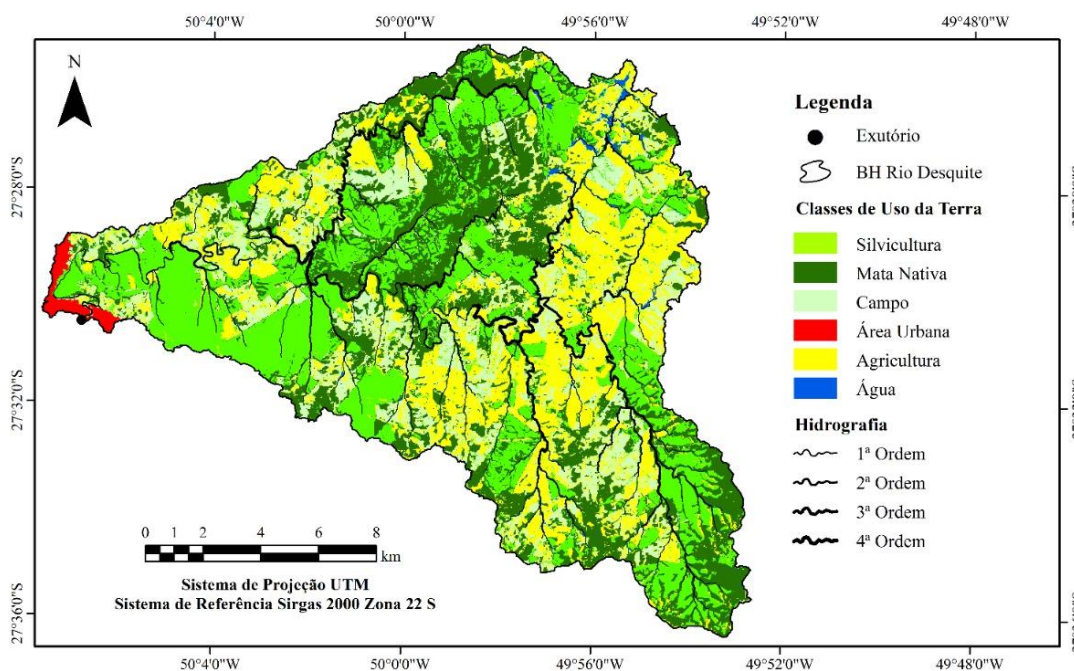 50°4'0"W 50°0'0"W 49°56'0"W 49°52'0"W 49°48'0"W
N
27°28'0"S
27°32'0"S
27°36'0"S
Legenda
Exutório
BH Rio Desquite
Classes de Uso da Terra
Silvicultura
Mata Nativa
Campo
Área Urbana
Agricultura
Água
Hidrografia
1ª Ordem
2ª Ordem
3ª Ordem
4ª Ordem
0 1 2 4 6 8
km
Sistema de Projeção UTM
Sistema de Referência Sirgas 2000 Zona 22 S
50°4'0"W 50°0'0"W 49°56'0"W 49°52'0"W 49°48'0"W